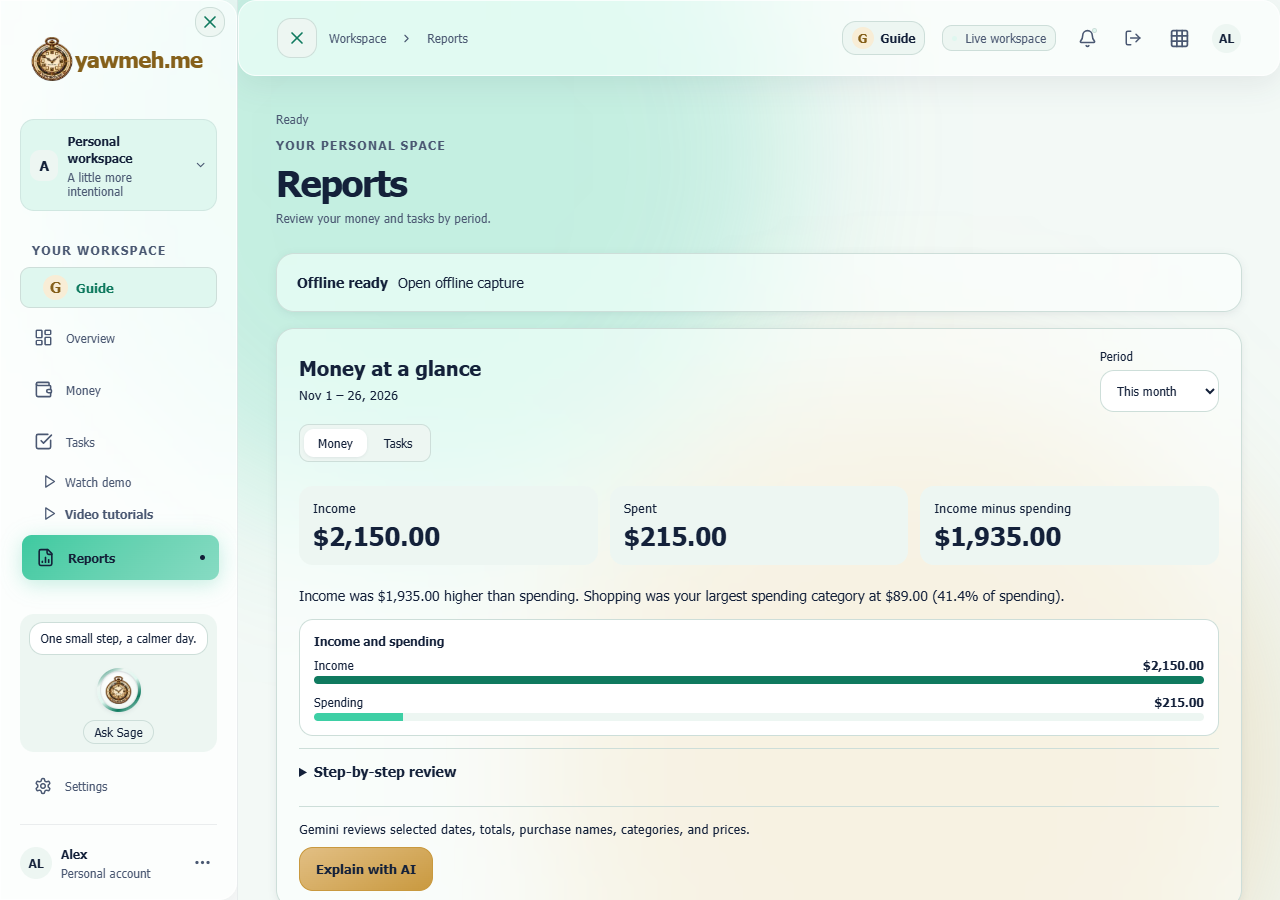 yawmeh.me
A
Personal workspace
A little more intentional
YOUR WORKSPACE
G Guide
Overview
Money
Tasks
Watch demo
Video tutorials
Reports
One small step, a calmer day.
Ask Sage
Settings
AL
Alex
Personal account
Workspace
Reports
G Guide
Live workspace
AL
Ready
YOUR PERSONAL SPACE
Reports
Review your money and tasks by period.
Offline ready Open offline capture
Money at a glance
Nov 1 – 26, 2026
Period
This month
Money Tasks
Income
$2,150.00
Spent
$215.00
Income minus spending
$1,935.00
Income was $1,935.00 higher than spending. Shopping was your largest spending category at $89.00 (41.4% of spending).
Income and spending
Income $2,150.00
Spending $215.00
Step-by-step review
Gemini reviews selected dates, totals, purchase names, categories, and prices.
Explain with AI